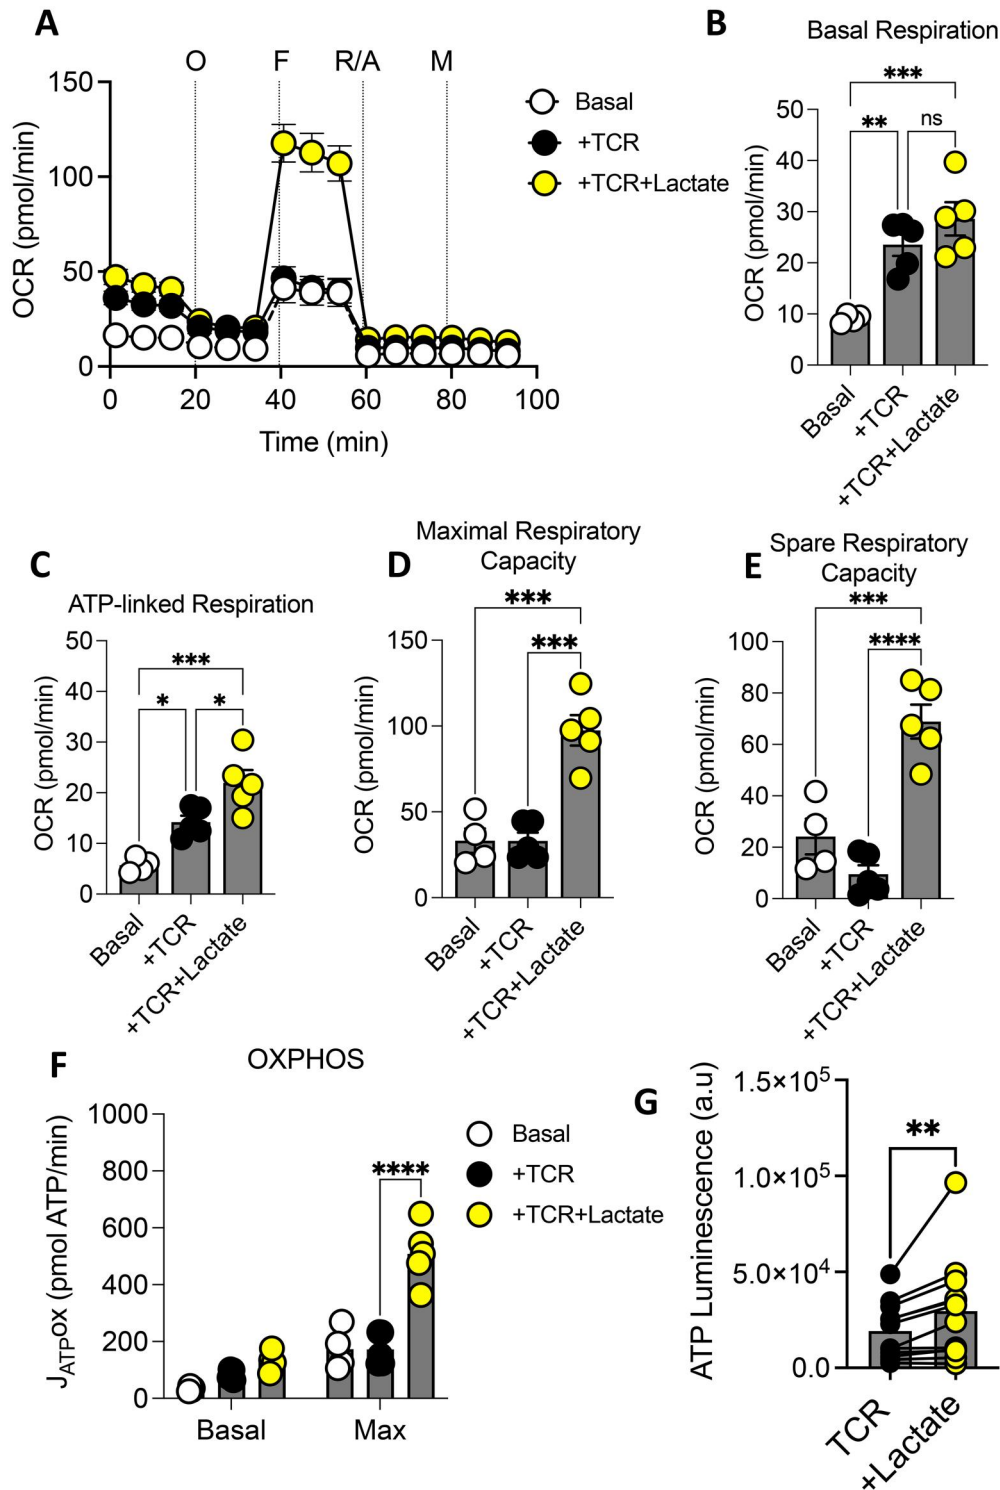 A
O F R/A M
150
100
50
0
OCR (pmol/min)
0 20 40 60 80 100
Time (min)
Basal
+TCR
+TCR+Lactate
B
Basal Respiration
***
** ns
50
40
30
20
10
0
OCR (pmol/min)
Basal
+TCR
+TCR+Lactate
C
ATP-linked Respiration
***
* *
50
40
30
20
10
0
OCR (pmol/min)
Basal
+TCR
+TCR+Lactate
D
Maximal Respiratory
Capacity
***
***
150
100
50
0
OCR (pmol/min)
Basal
+TCR
+TCR+Lactate
E
Spare Respiratory
Capacity
***
****
100
80
60
40
20
0
OCR (pmol/min)
Basal
+TCR
+TCR+Lactate
F
OXPHOS
1000
800
600
400
200
0
JATPox (pmol ATP/min)
****
Basal Max
Basal
+TCR
+TCR+Lactate
G
ATP Luminescence (a.u)
1.5×10⁵
1.0×10⁵
5.0×10⁴
0.0
**
TCR
+Lactate